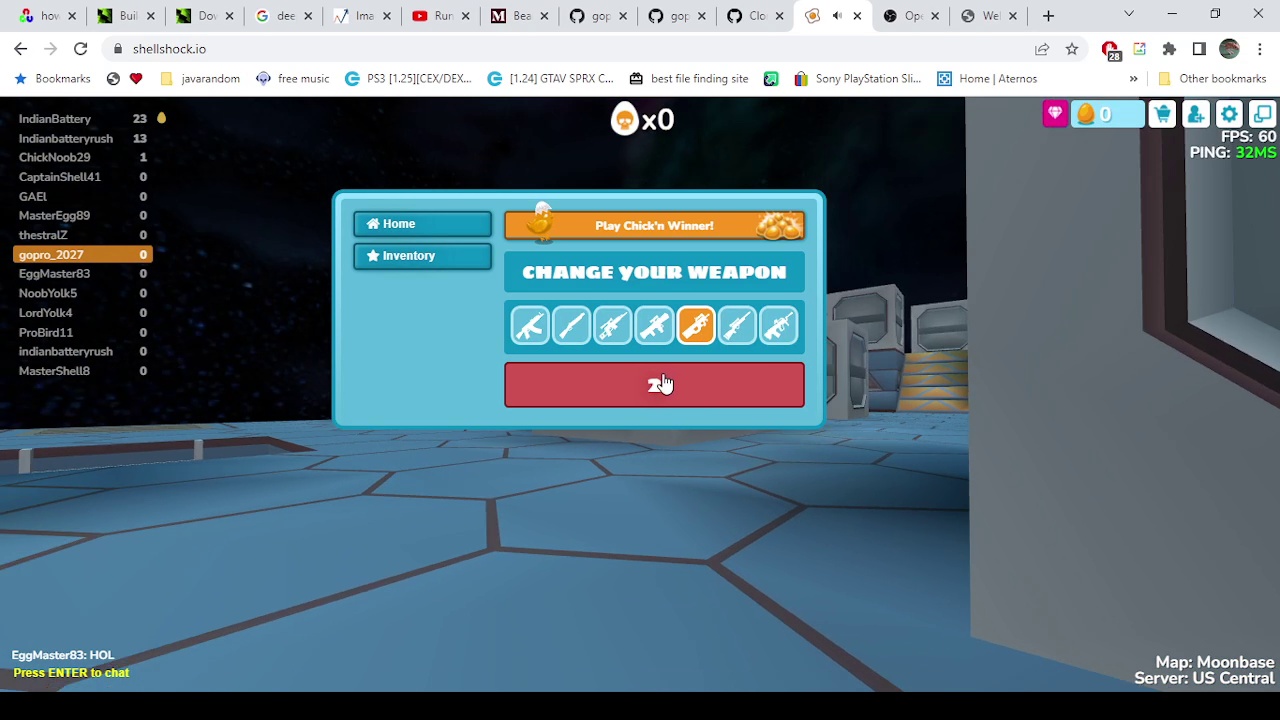 how
Buil
Dov
dee
Ima
Run
Bea
gop
gop
Clo
Ope
Wel
shellshock.io
28
Bookmarks
javarandom
free music
PS3 [1.25][CEX/DEX...
[1.24] GTAV SPRX C...
best file finding site
Sony PlayStation Sli...
Home | Aternos
»
Other bookmarks
IndianBattery 23
Indianbatteryrush 13
ChickNoob29 1
CaptainShell41 0
GAEl 0
MasterEgg89 0
thestralZ 0
gopro_2027 0
EggMaster83 0
NoobYolk5 0
LordYolk4 0
ProBird11 0
indianbatteryrush 0
MasterShell8 0
x0
0
FPS: 60
PING: 32MS
Home
Inventory
Play Chick'n Winner!
CHANGE YOUR WEAPON
EggMaster83: HOL
Press ENTER to chat
Map: Moonbase
Server: US Central